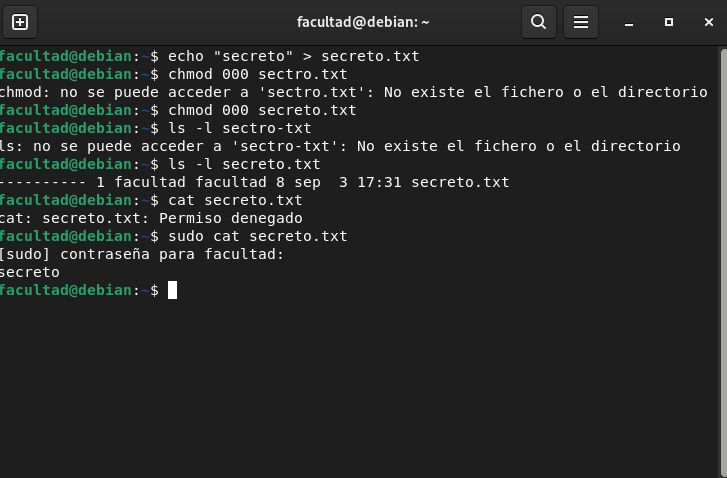 facultad@debian: ~
facultad@debian:~$ echo "secreto" > secreto.txt
facultad@debian:~$ chmod 000 sectro.txt
chmod: no se puede acceder a 'sectro.txt': No existe el fichero o el directorio
facultad@debian:~$ chmod 000 secreto.txt
facultad@debian:~$ ls -l sectro-txt
ls: no se puede acceder a 'sectro-txt': No existe el fichero o el directorio
facultad@debian:~$ ls -l secreto.txt
---------- 1 facultad facultad 8 sep  3 17:31 secreto.txt
facultad@debian:~$ cat secreto.txt
cat: secreto.txt: Permiso denegado
facultad@debian:~$ sudo cat secreto.txt
[sudo] contraseña para facultad:
secreto
facultad@debian:~$